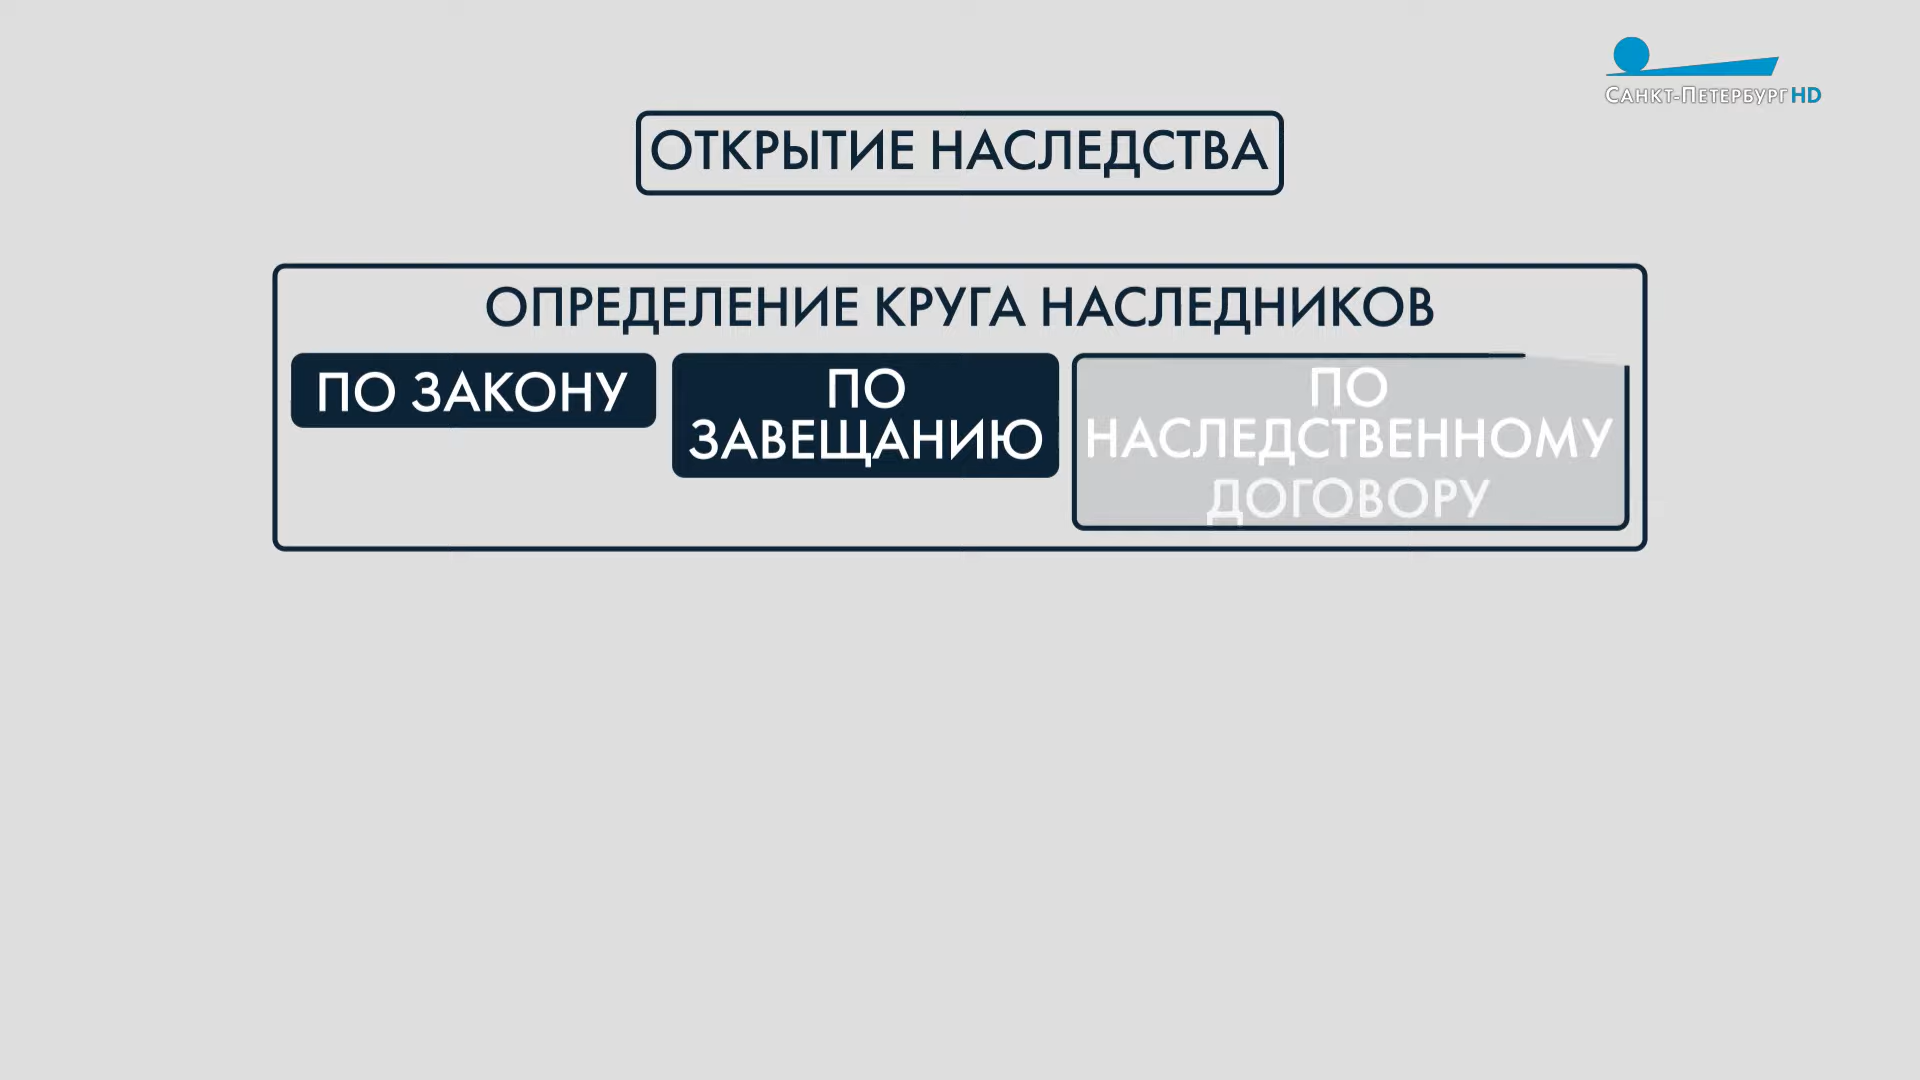 САНКТ-ПЕТЕРБУРГ HD
ОТКРЫТИЕ НАСЛЕДСТВА
ОПРЕДЕЛЕНИЕ КРУГА НАСЛЕДНИКОВ
ПО ЗАКОНУ
ПО
ЗАВЕЩАНИЮ
ПО
НАСЛЕДСТВЕННОМУ
ДОГОВОРУ